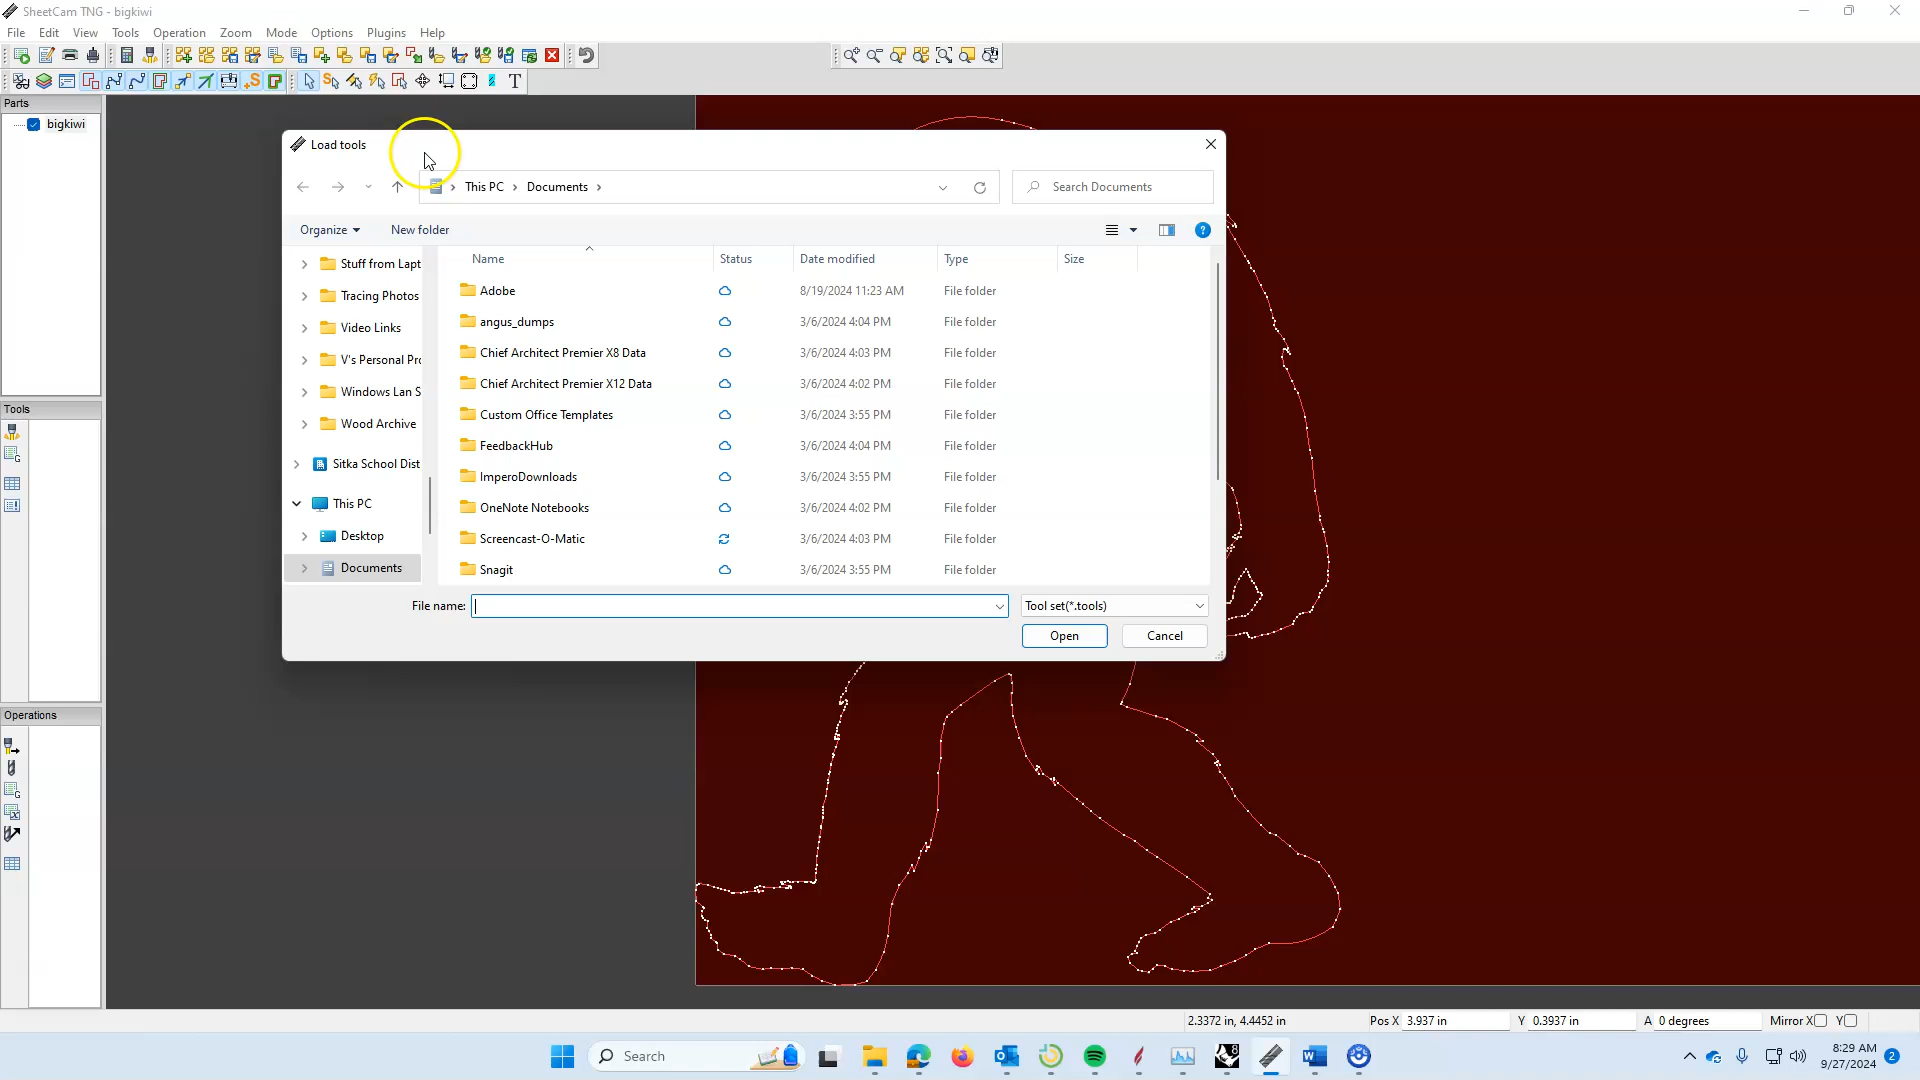 SheetCam TNG - bigkiwi
File Edit View Tools Operation Zoom Mode Options Plugins Help
Parts
bigkiwi
Load tools
This PC Documents
Search Documents
Organize New folder
Name Status Date modified Type Size
Stuff from Lapt
Tracing Photos
Video Links
V's Personal Pro
Windows Lan S
Wood Archive
Sitka School Dist
This PC
Desktop
Documents
Adobe 8/19/2024 11:23 AM File folder
angus_dumps 3/6/2024 4:04 PM File folder
Chief Architect Premier X8 Data 3/6/2024 4:03 PM File folder
Chief Architect Premier X12 Data 3/6/2024 4:02 PM File folder
Custom Office Templates 3/6/2024 3:55 PM File folder
FeedbackHub 3/6/2024 4:04 PM File folder
ImperoDownloads 3/6/2024 3:55 PM File folder
OneNote Notebooks 3/6/2024 4:02 PM File folder
Screencast-O-Matic 3/6/2024 4:03 PM File folder
Snagit 3/6/2024 3:55 PM File folder
File name: Tool set(*.tools)
Open Cancel
Tools
Operations
2.3372 in, 4.4452 in Pos X 3.937 in Y 0.3937 in A 0 degrees Mirror X Y
Search
8:29 AM
9/27/2024
2